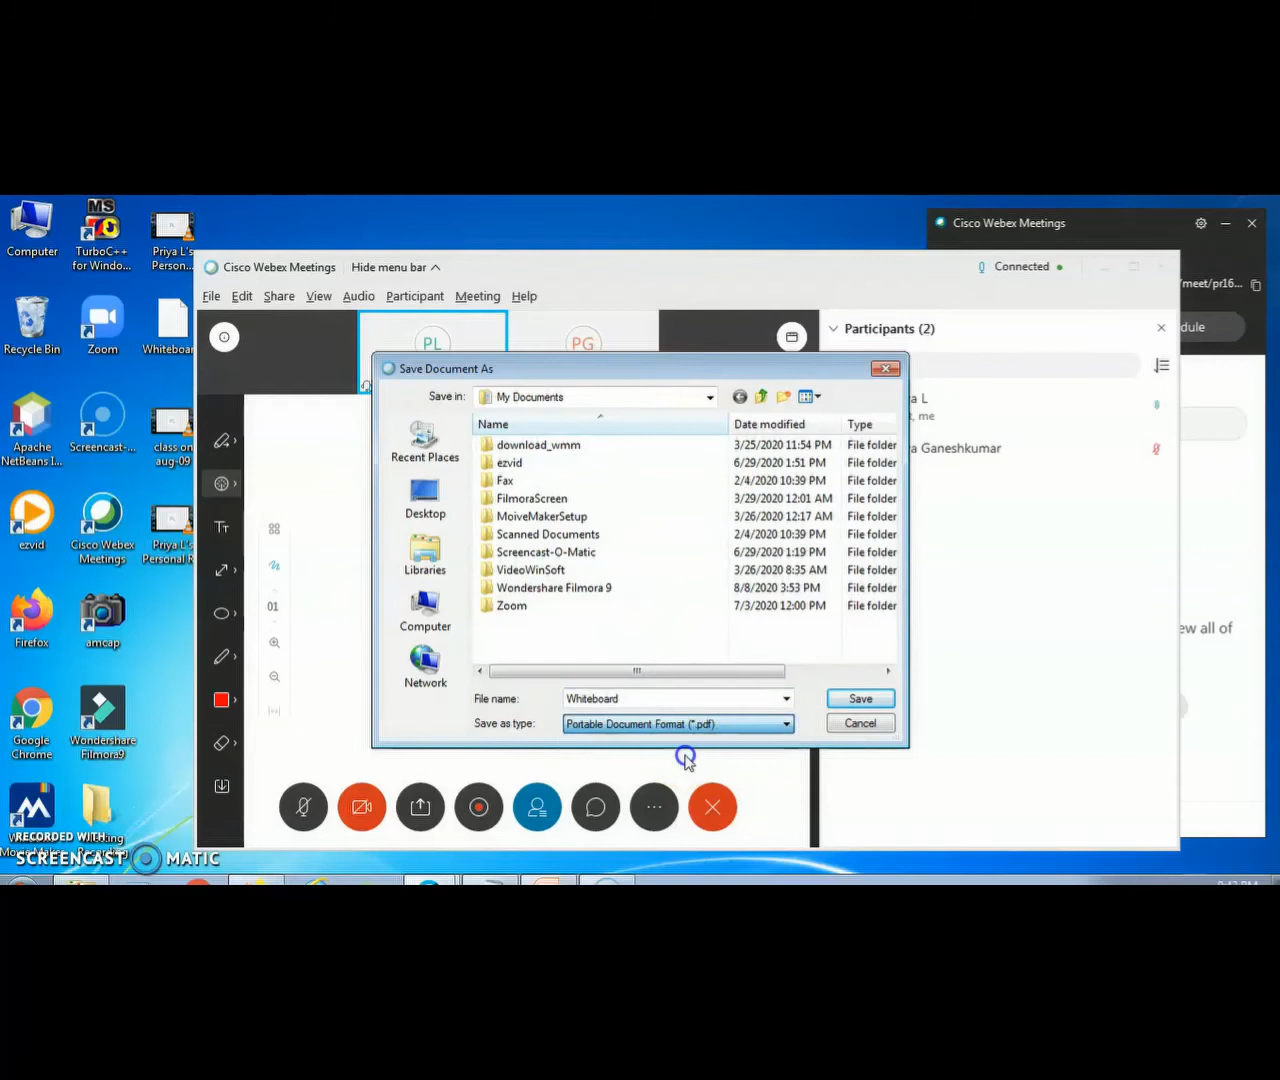 Computer
MS
TurboC++
for Windo...
Priya L's
Person...
Recycle Bin
Zoom
Whiteboar
Apache
NetBeans I...
Screencast-...
class on
aug-09
ezvid
Cisco Webex
Meetings
Priya L's
Personal R
Firefox
amcap
Google
Chrome
Wondershare
Filmora9
RECORDED WITH
SCREENCAST MATIC
Cisco Webex Meetings
/meet/pr16...
dule
ew all of
Cisco Webex Meetings
Hide menu bar
Connected
File Edit Share View Audio Participant Meeting Help
PL
PG
Participants (2)
a L
, me
a Ganeshkumar
Tт
01
Save Document As
Save in: My Documents
Recent Places
Desktop
Libraries
Computer
Network
Name Date modified Type
download_wmm 3/25/2020 11:54 PM File folder
ezvid 6/29/2020 1:51 PM File folder
Fax 2/4/2020 10:39 PM File folder
FilmoraScreen 3/29/2020 12:01 AM File folder
MoiveMakerSetup 3/26/2020 12:17 AM File folder
Scanned Documents 2/4/2020 10:39 PM File folder
Screencast-O-Matic 6/29/2020 1:19 PM File folder
VideoWinSoft 3/26/2020 8:35 AM File folder
Wondershare Filmora 9 8/8/2020 3:53 PM File folder
Zoom 7/3/2020 12:00 PM File folder
File name: Whiteboard Save
Save as type: Portable Document Format (*.pdf) Cancel